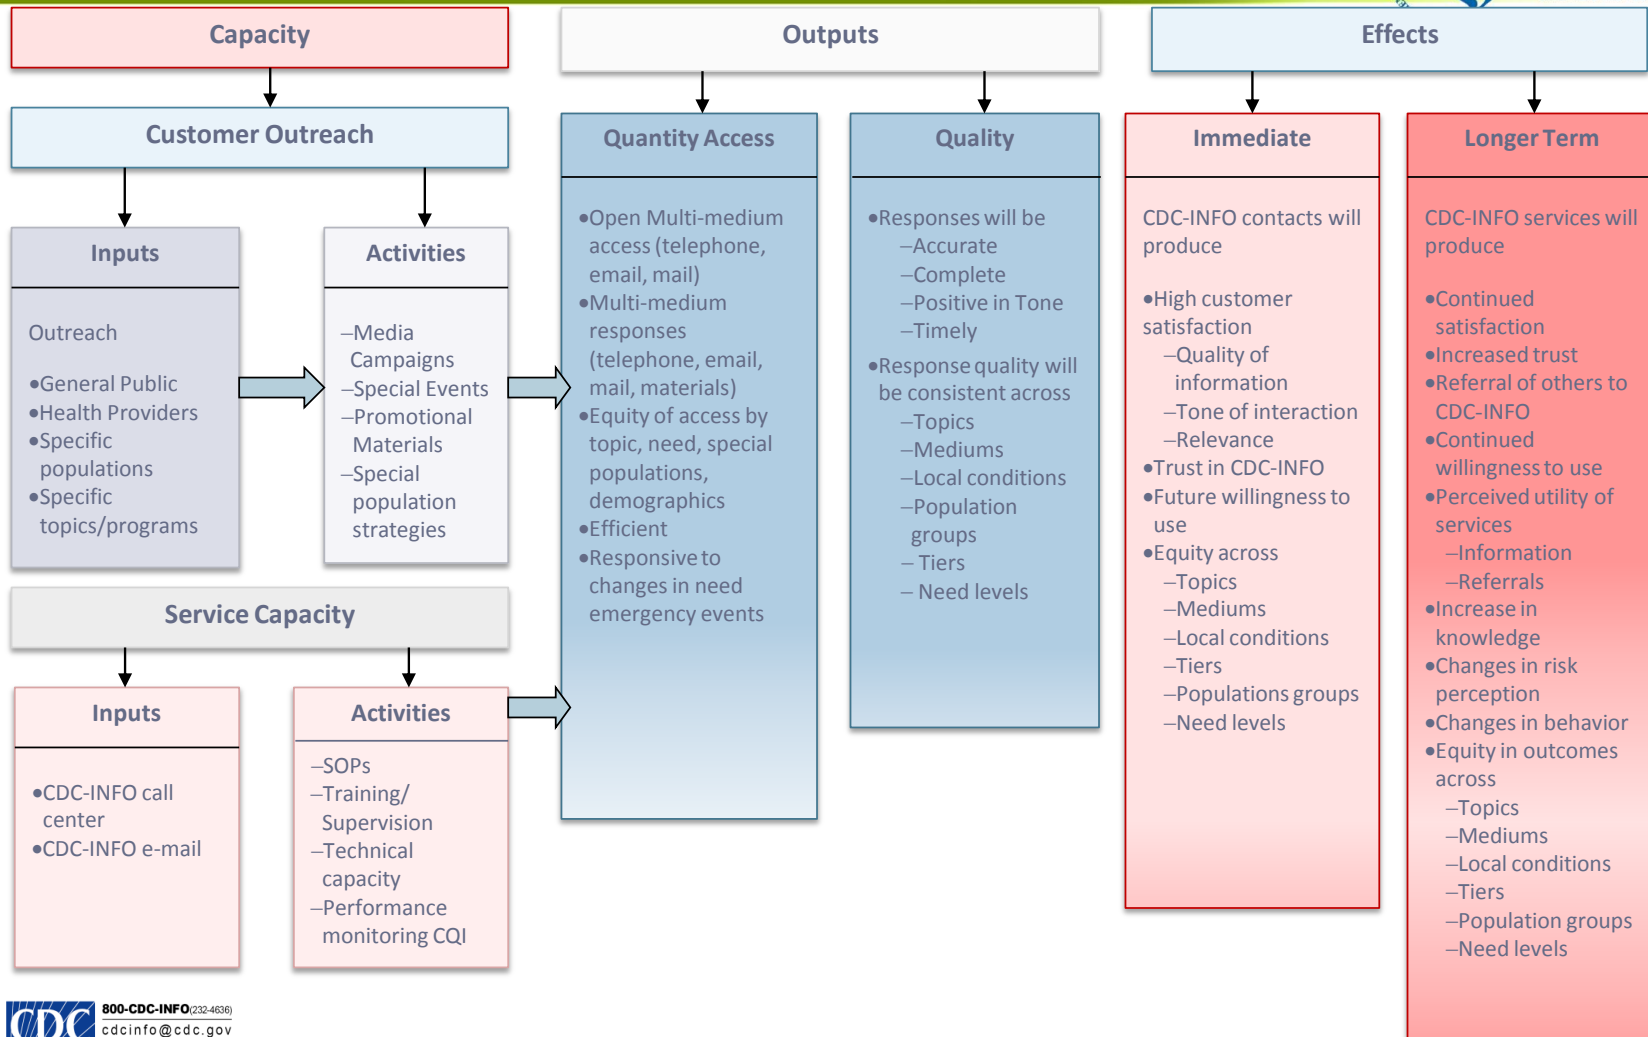 Capacity
Customer Outreach
Inputs
Outreach
•General Public
•Health Providers
•Specific
populations
•Specific
topics/programs
Activities
–Media
Campaigns
–Special Events
–Promotional
Materials
–Special
population
strategies
Service Capacity
Inputs
•CDC-INFO call
center
•CDC-INFO e-mail
Activities
–SOPs
–Training/
Supervision
–Technical
capacity
–Performance
monitoring CQI
Outputs
Quantity Access
•Open Multi-medium
access (telephone,
email, mail)
•Multi-medium
responses
(telephone, email,
mail, materials)
•Equity of access by
topic, need, special
populations,
demographics
•Efficient
•Responsive to
changes in need
emergency events
Quality
•Responses will be
–Accurate
–Complete
–Positive in Tone
–Timely
•Response quality will
be consistent across
–Topics
–Mediums
–Local conditions
–Population
groups
– Tiers
– Need levels
Effects
Immediate
CDC-INFO contacts will
produce
•High customer
satisfaction
–Quality of
information
–Tone of interaction
–Relevance
•Trust in CDC-INFO
•Future willingness to
use
•Equity across
–Topics
–Mediums
–Local conditions
–Tiers
–Populations groups
–Need levels
Longer Term
CDC-INFO services will
produce
•Continued
satisfaction
•Increased trust
•Referral of others to
CDC-INFO
•Continued
willingness to use
•Perceived utility of
services
–Information
–Referrals
•Increase in
knowledge
•Changes in risk
perception
•Changes in behavior
•Equity in outcomes
across
–Topics
–Mediums
–Local conditions
–Tiers
–Population groups
–Need levels
CDC
800-CDC-INFO(232-4636)
cdcinfo@cdc.gov